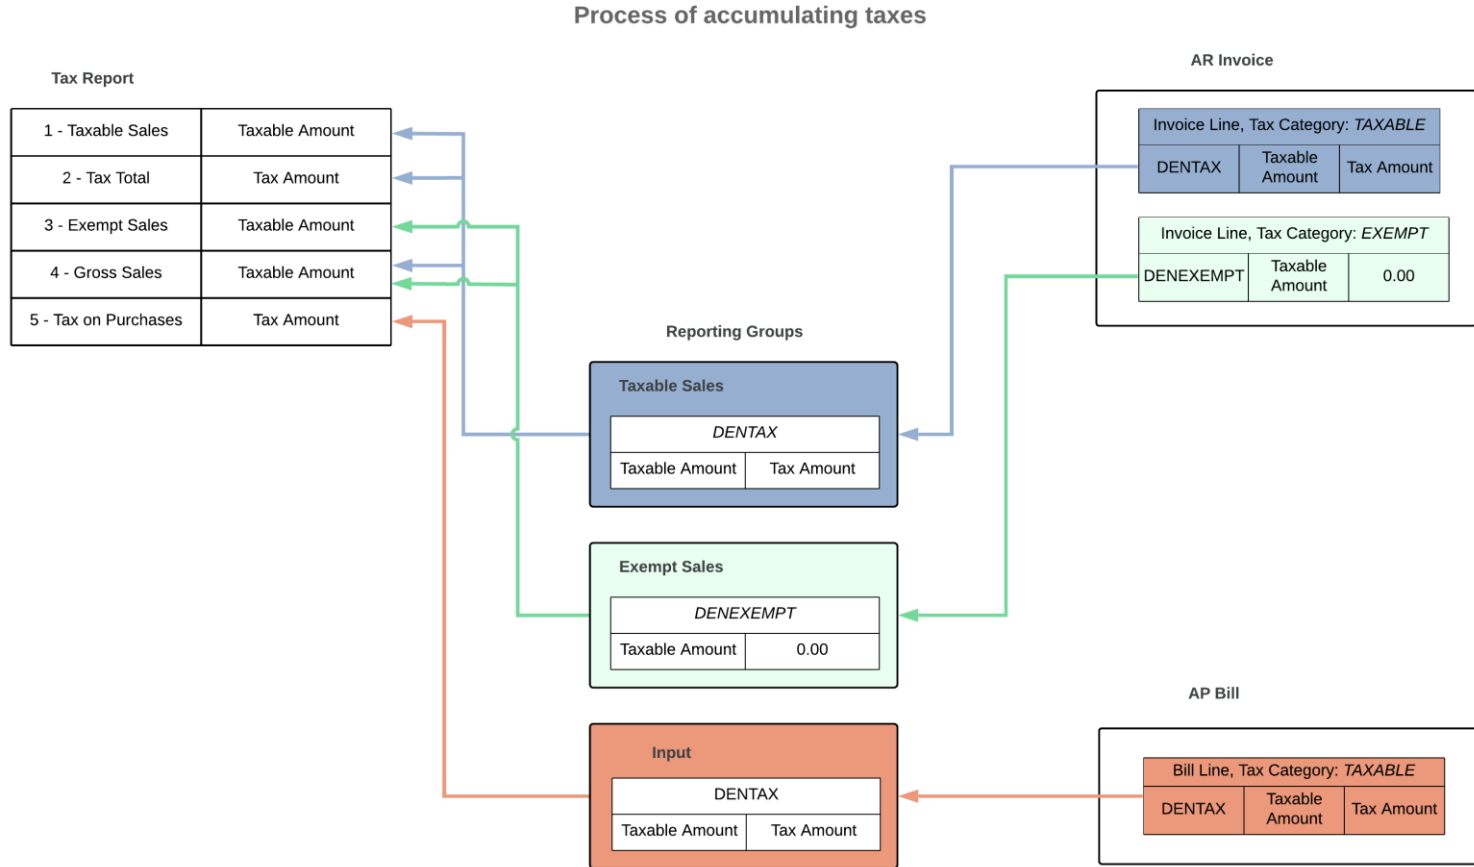 Process of accumulating taxes
Tax Report
1 - Taxable Sales Taxable Amount
2 - Tax Total Tax Amount
3 - Exempt Sales Taxable Amount
4 - Gross Sales Taxable Amount
5 - Tax on Purchases Tax Amount
Reporting Groups
Taxable Sales
DENTAX
Taxable Amount Tax Amount
Exempt Sales
DENEXEMPT
Taxable Amount 0.00
Input
DENTAX
Taxable Amount Tax Amount
AR Invoice
Invoice Line, Tax Category: TAXABLE
DENTAX Taxable Amount Tax Amount
Invoice Line, Tax Category: EXEMPT
DENEXEMPT Taxable Amount 0.00
AP Bill
Bill Line, Tax Category: TAXABLE
DENTAX Taxable Amount Tax Amount